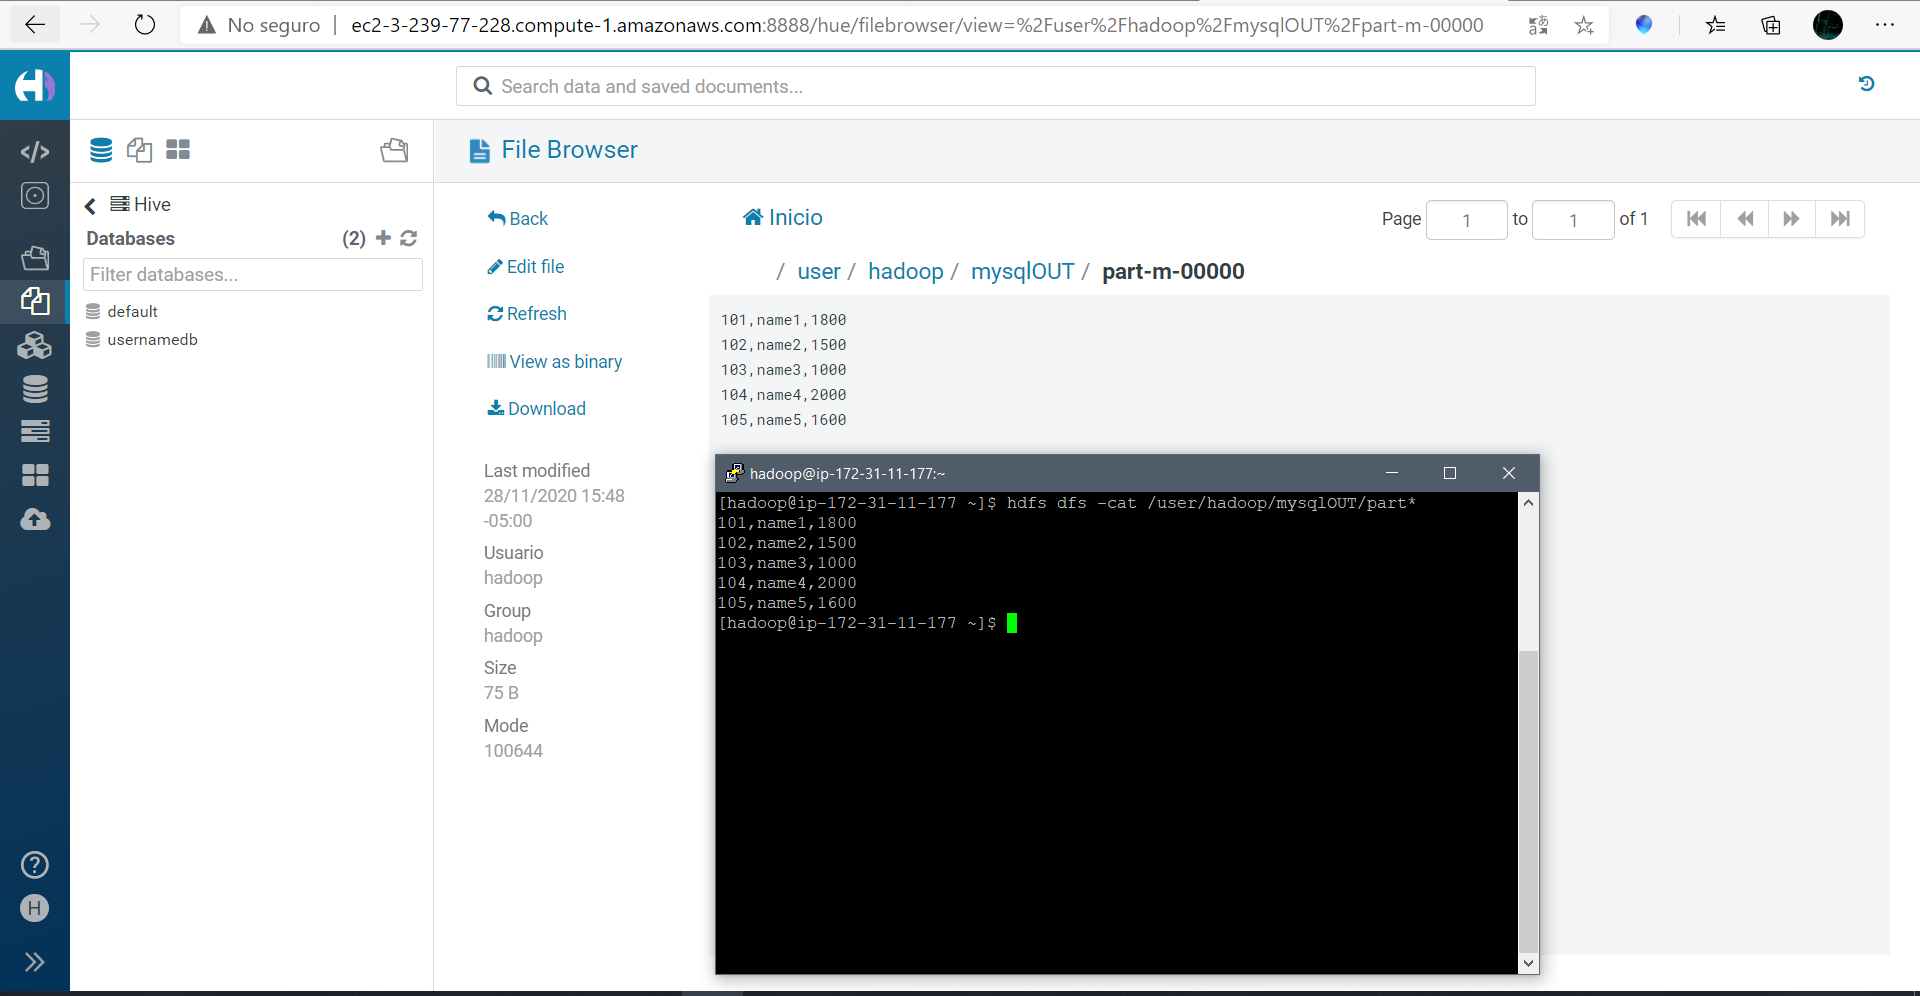 No seguro | ec2-3-239-77-228.compute-1.amazonaws.com:8888/hue/filebrowser/view=%2Fuser%2Fhadoop%2FmysqlOUT%2Fpart-m-00000
Search data and saved documents...
File Browser
Hive
Databases (2)
Filter databases...
default
usernamedb
H
Back
Edit file
Refresh
View as binary
Download
Last modified
28/11/2020 15:48
-05:00
Usuario
hadoop
Group
hadoop
Size
75 B
Mode
100644
Inicio
Page 1 to 1 of 1
/ user / hadoop / mysqlOUT / part-m-00000
101,name1,1800
102,name2,1500
103,name3,1000
104,name4,2000
105,name5,1600
hadoop@ip-172-31-11-177:~
[hadoop@ip-172-31-11-177 ~]$ hdfs dfs -cat /user/hadoop/mysqlOUT/part*
101,name1,1800
102,name2,1500
103,name3,1000
104,name4,2000
105,name5,1600
[hadoop@ip-172-31-11-177 ~]$